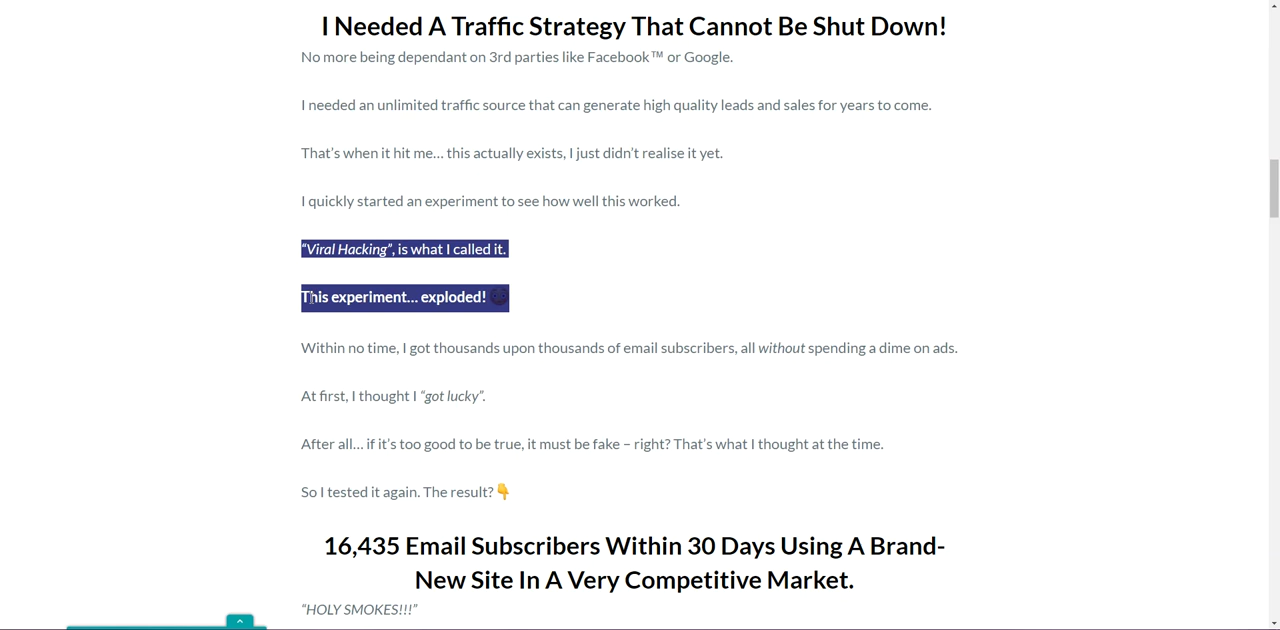 I Needed A Traffic Strategy That Cannot Be Shut Down!
No more being dependant on 3rd parties like Facebook™ or Google.
I needed an unlimited traffic source that can generate high quality leads and sales for years to come.
That’s when it hit me… this actually exists, I just didn’t realise it yet.
I quickly started an experiment to see how well this worked.
“Viral Hacking”, is what I called it.
This experiment… exploded!
Within no time, I got thousands upon thousands of email subscribers, all without spending a dime on ads.
At first, I thought I “got lucky”.
After all… if it’s too good to be true, it must be fake – right? That’s what I thought at the time.
So I tested it again. The result? 👇
16,435 Email Subscribers Within 30 Days Using A Brand-
New Site In A Very Competitive Market.
“HOLY SMOKES!!!”